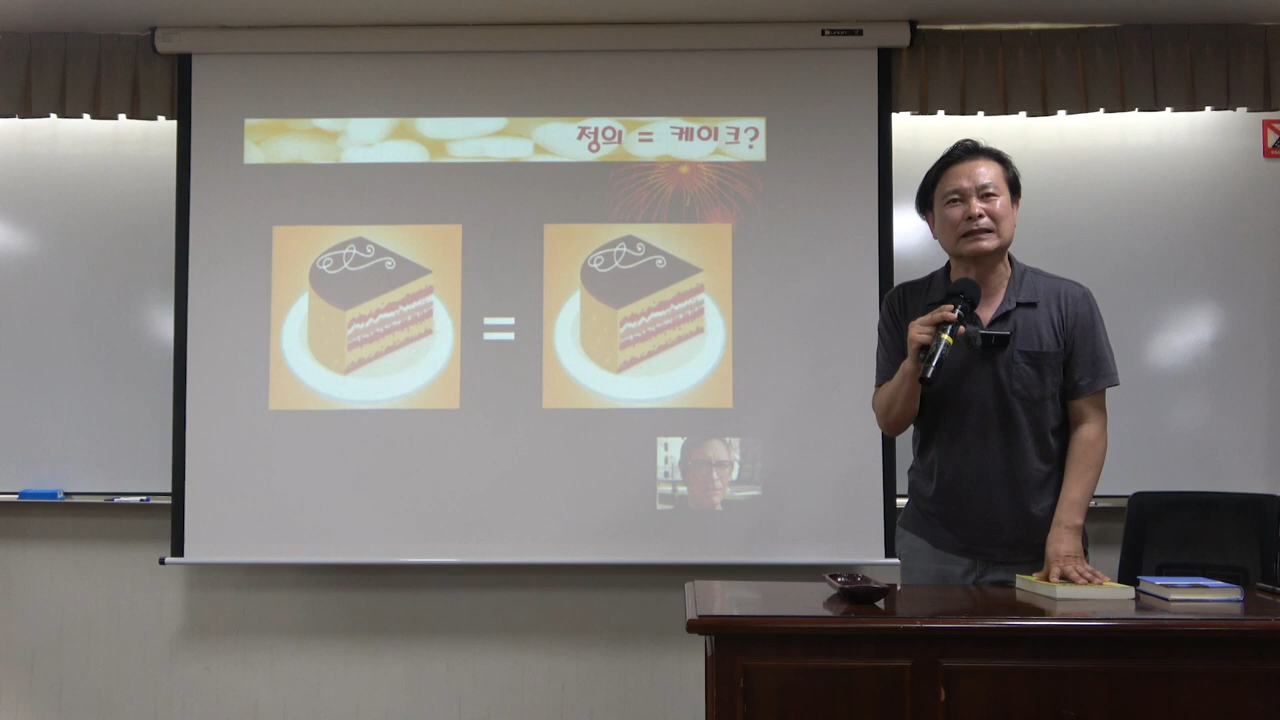 정의 = 케이크?
=